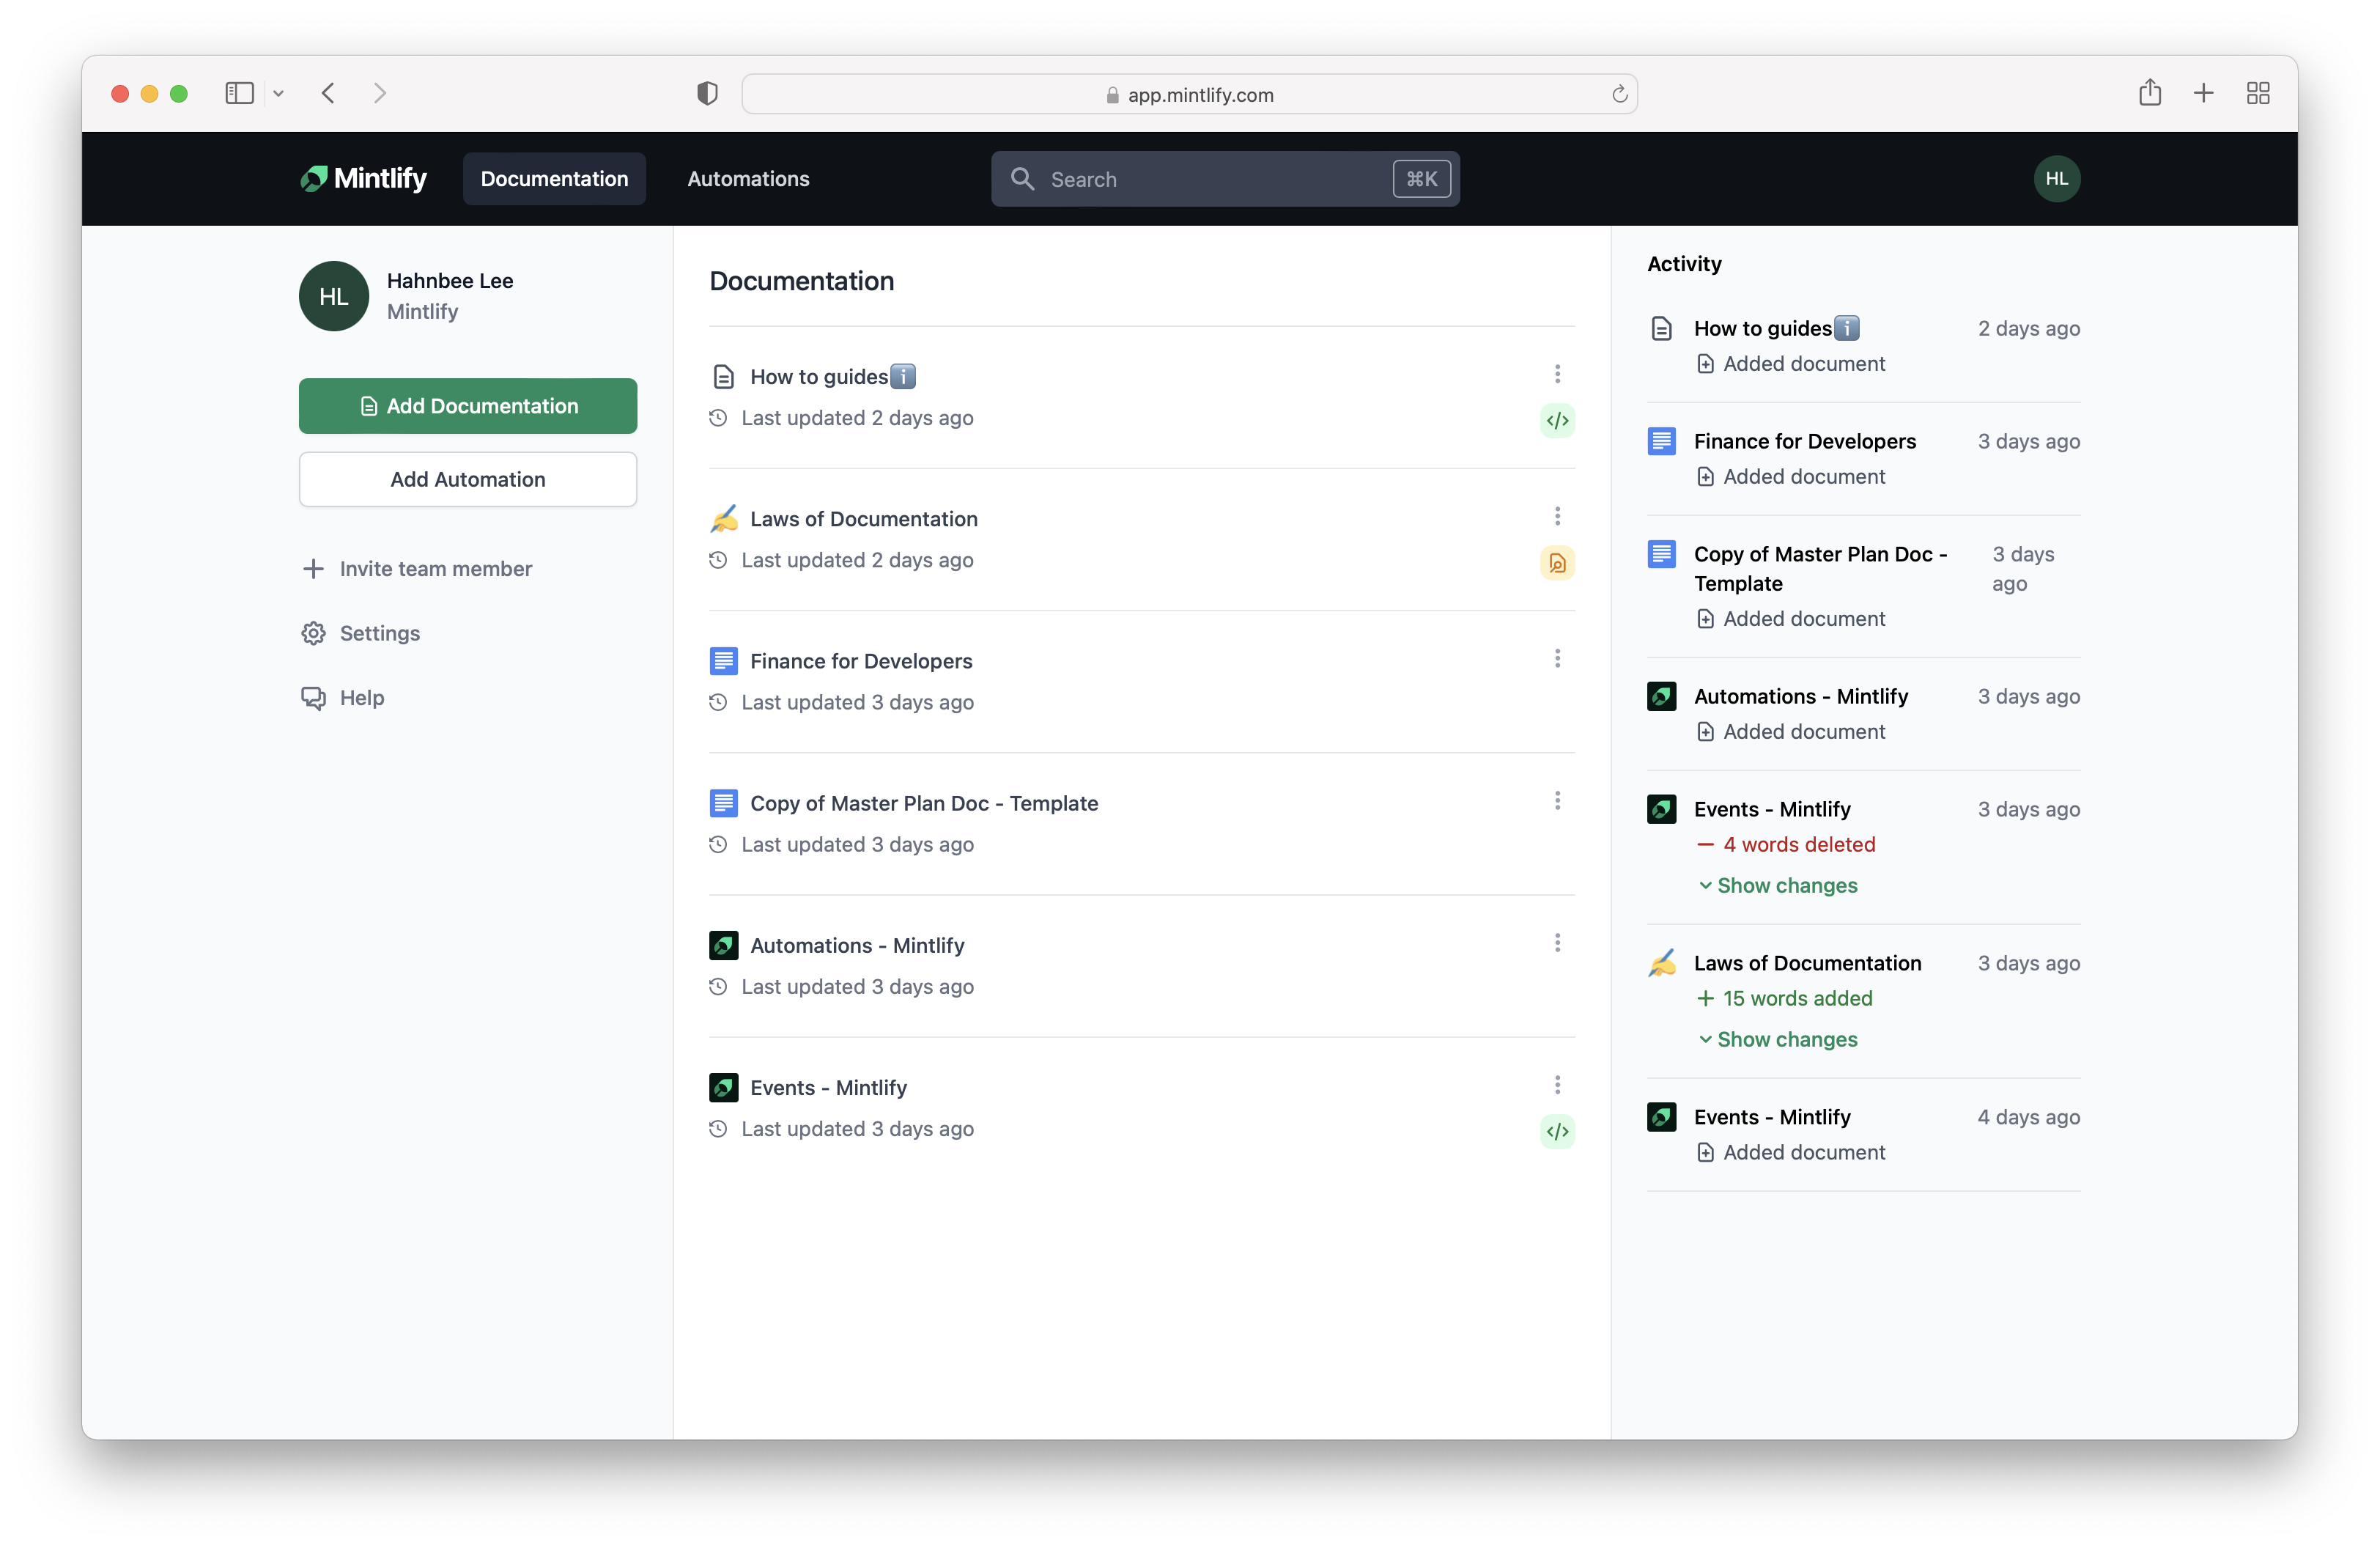 app.mintlify.com
Mintlify
Documentation
Automations
Search
⌘K
HL
HL
Hahnbee Lee
Mintlify
Add Documentation
Add Automation
Invite team member
Settings
Help
Documentation
How to guidesℹ️
Last updated 2 days ago
Laws of Documentation
Last updated 2 days ago
Finance for Developers
Last updated 3 days ago
Copy of Master Plan Doc - Template
Last updated 3 days ago
Automations - Mintlify
Last updated 3 days ago
Events - Mintlify
Last updated 3 days ago
Activity
How to guidesℹ️ 2 days ago
Added document
Finance for Developers 3 days ago
Added document
Copy of Master Plan Doc - 3 days
Template ago
Added document
Automations - Mintlify 3 days ago
Added document
Events - Mintlify 3 days ago
4 words deleted
Show changes
Laws of Documentation 3 days ago
15 words added
Show changes
Events - Mintlify 4 days ago
Added document